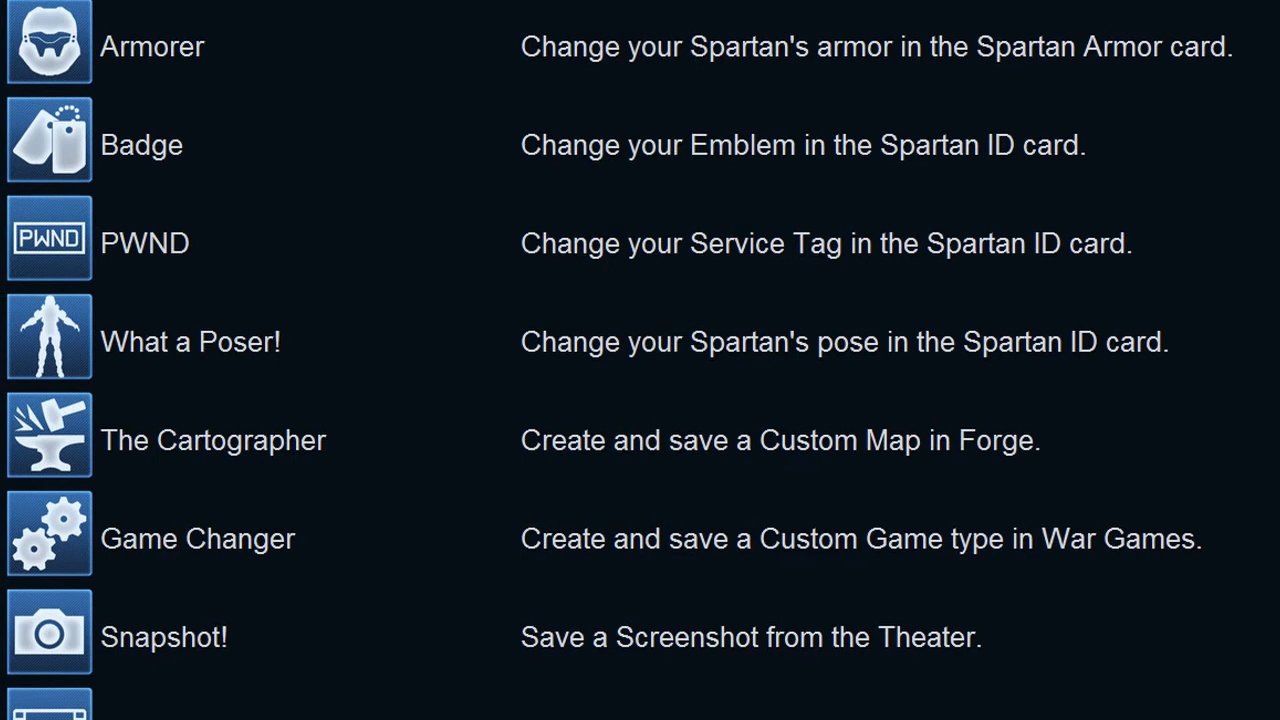 Armorer Change your Spartan's armor in the Spartan Armor card.
Badge Change your Emblem in the Spartan ID card.
PWND PWND Change your Service Tag in the Spartan ID card.
What a Poser! Change your Spartan's pose in the Spartan ID card.
The Cartographer Create and save a Custom Map in Forge.
Game Changer Create and save a Custom Game type in War Games.
Snapshot! Save a Screenshot from the Theater.